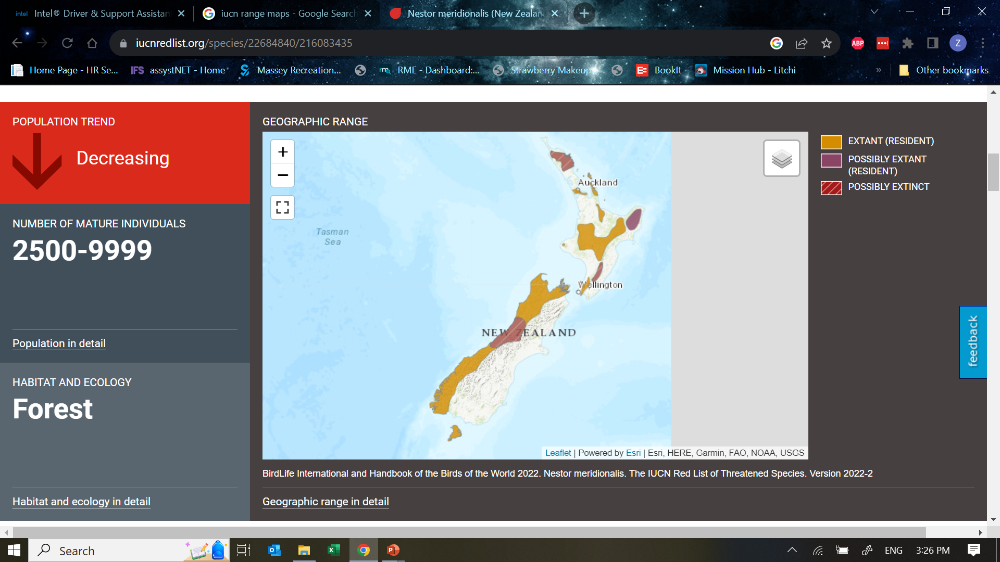 intel Intel® Driver & Support Assistan
iucn range maps - Google Search
Nestor meridionalis (New Zealan
iucnredlist.org/species/22684840/216083435
ABP
Z
Home Page - HR Se...
IFS assystNET - Home
Massey Recreation...
RME - Dashboard:...
Strawberry Makeup
BookIt
Mission Hub - Litchi
»
Other bookmarks
POPULATION TREND
Decreasing
NUMBER OF MATURE INDIVIDUALS
2500-9999
Population in detail
HABITAT AND ECOLOGY
Forest
Habitat and ecology in detail
GEOGRAPHIC RANGE
+
−
Tasman
Sea
Auckland
Wellington
NEW ZEALAND
Leaflet | Powered by Esri | Esri, HERE, Garmin, FAO, NOAA, USGS
EXTANT (RESIDENT)
POSSIBLY EXTANT
(RESIDENT)
POSSIBLY EXTINCT
BirdLife International and Handbook of the Birds of the World 2022. Nestor meridionalis. The IUCN Red List of Threatened Species. Version 2022-2
Geographic range in detail
feedback
Search
ENG
3:26 PM